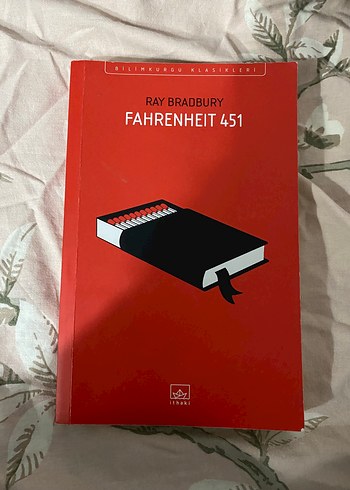 BİLİMKURGU KLASİKLERİ
RAY BRADBURY
FAHRENHEIT 451
ithaki